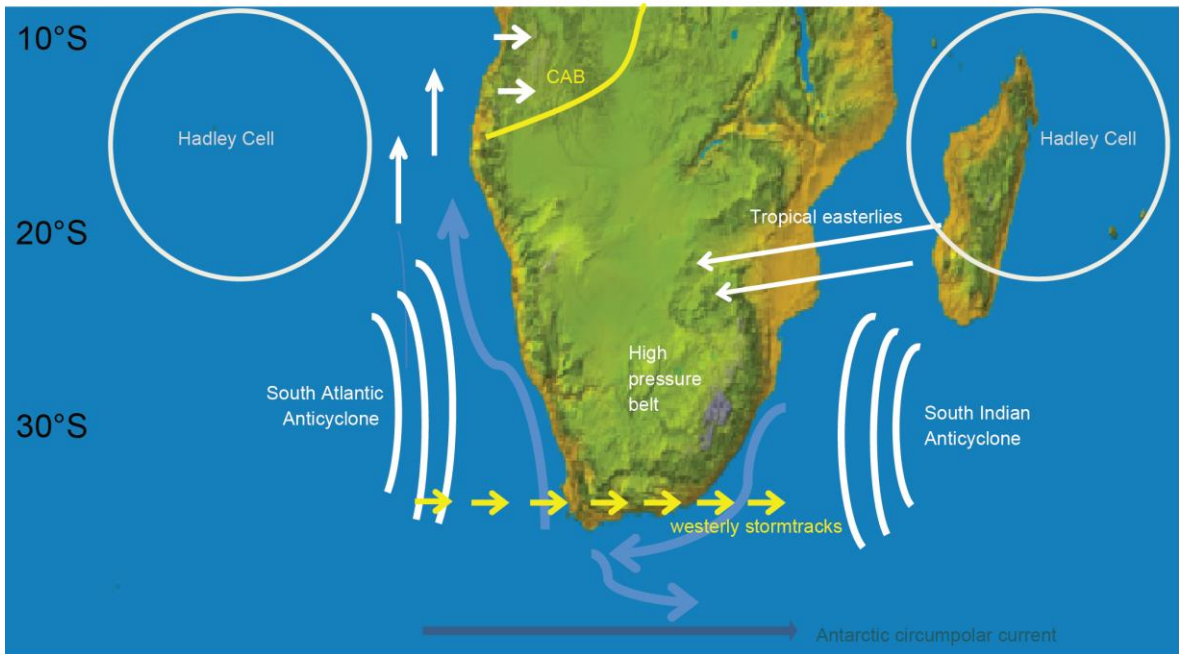 10°S
CAB
Hadley Cell
Hadley Cell
20°S
Tropical easterlies
High
pressure
belt
South Atlantic
Anticyclone
South Indian
Anticyclone
30°S
westerly stormtracks
Antarctic circumpolar current